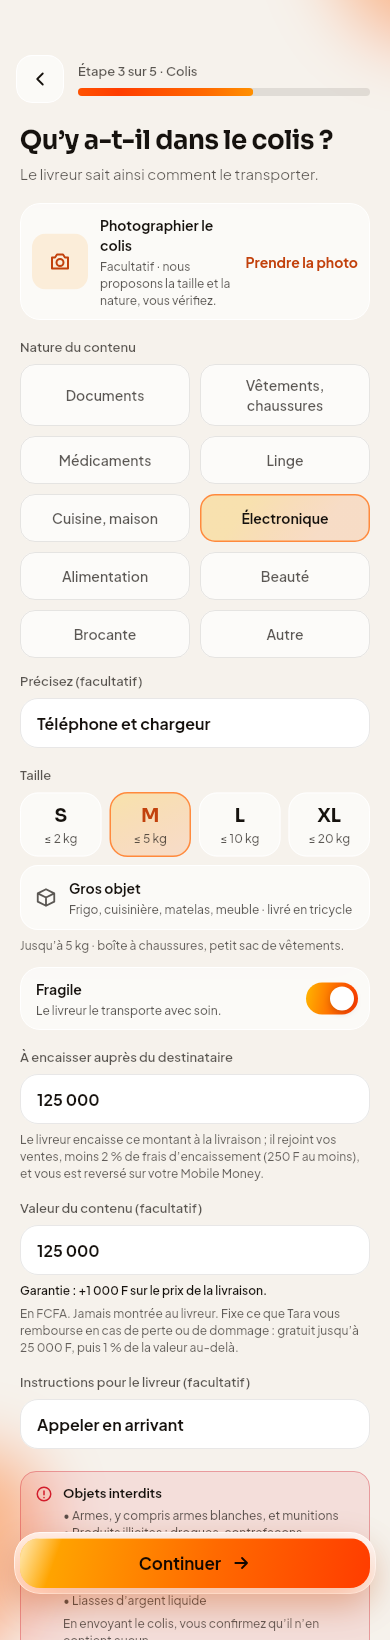 Étape 3 sur 5 · Colis
Qu’y a-t-il dans le colis ?
Le livreur sait ainsi comment le transporter.
Photographier le
colis
Facultatif · nous
proposons la taille et la
nature, vous vérifiez.
Prendre la photo
Nature du contenu
Documents
Vêtements,
chaussures
Médicaments
Linge
Cuisine, maison
Électronique
Alimentation
Beauté
Brocante
Autre
Précisez (facultatif)
Téléphone et chargeur
Taille
S
M
L
XL
≤ 2 kg
≤ 5 kg
≤ 10 kg
≤ 20 kg
Gros objet
Frigo, cuisinière, matelas, meuble · livré en tricycle
Jusqu’à 5 kg · boîte à chaussures, petit sac de vêtements.
Fragile
Le livreur le transporte avec soin.
À encaisser auprès du destinataire
125 000
Le livreur encaisse ce montant à la livraison ; il rejoint vos
ventes, moins 2 % de frais d’encaissement (250 F au moins),
et vous est reversé sur votre Mobile Money.
Valeur du contenu (facultatif)
125 000
Garantie : +1 000 F sur le prix de la livraison.
En FCFA. Jamais montrée au livreur. Fixe ce que Tara vous
rembourse en cas de perte ou de dommage : gratuit jusqu’à
25 000 F, puis 1 % de la valeur au-delà.
Instructions pour le livreur (facultatif)
Appeler en arrivant
Objets interdits
• Armes, y compris armes blanches, et munitions
• Produits illicites : drogues, contrefaçons
Continuer →
• Liasses d’argent liquide
En envoyant le colis, vous confirmez qu’il n’en
contient aucun.